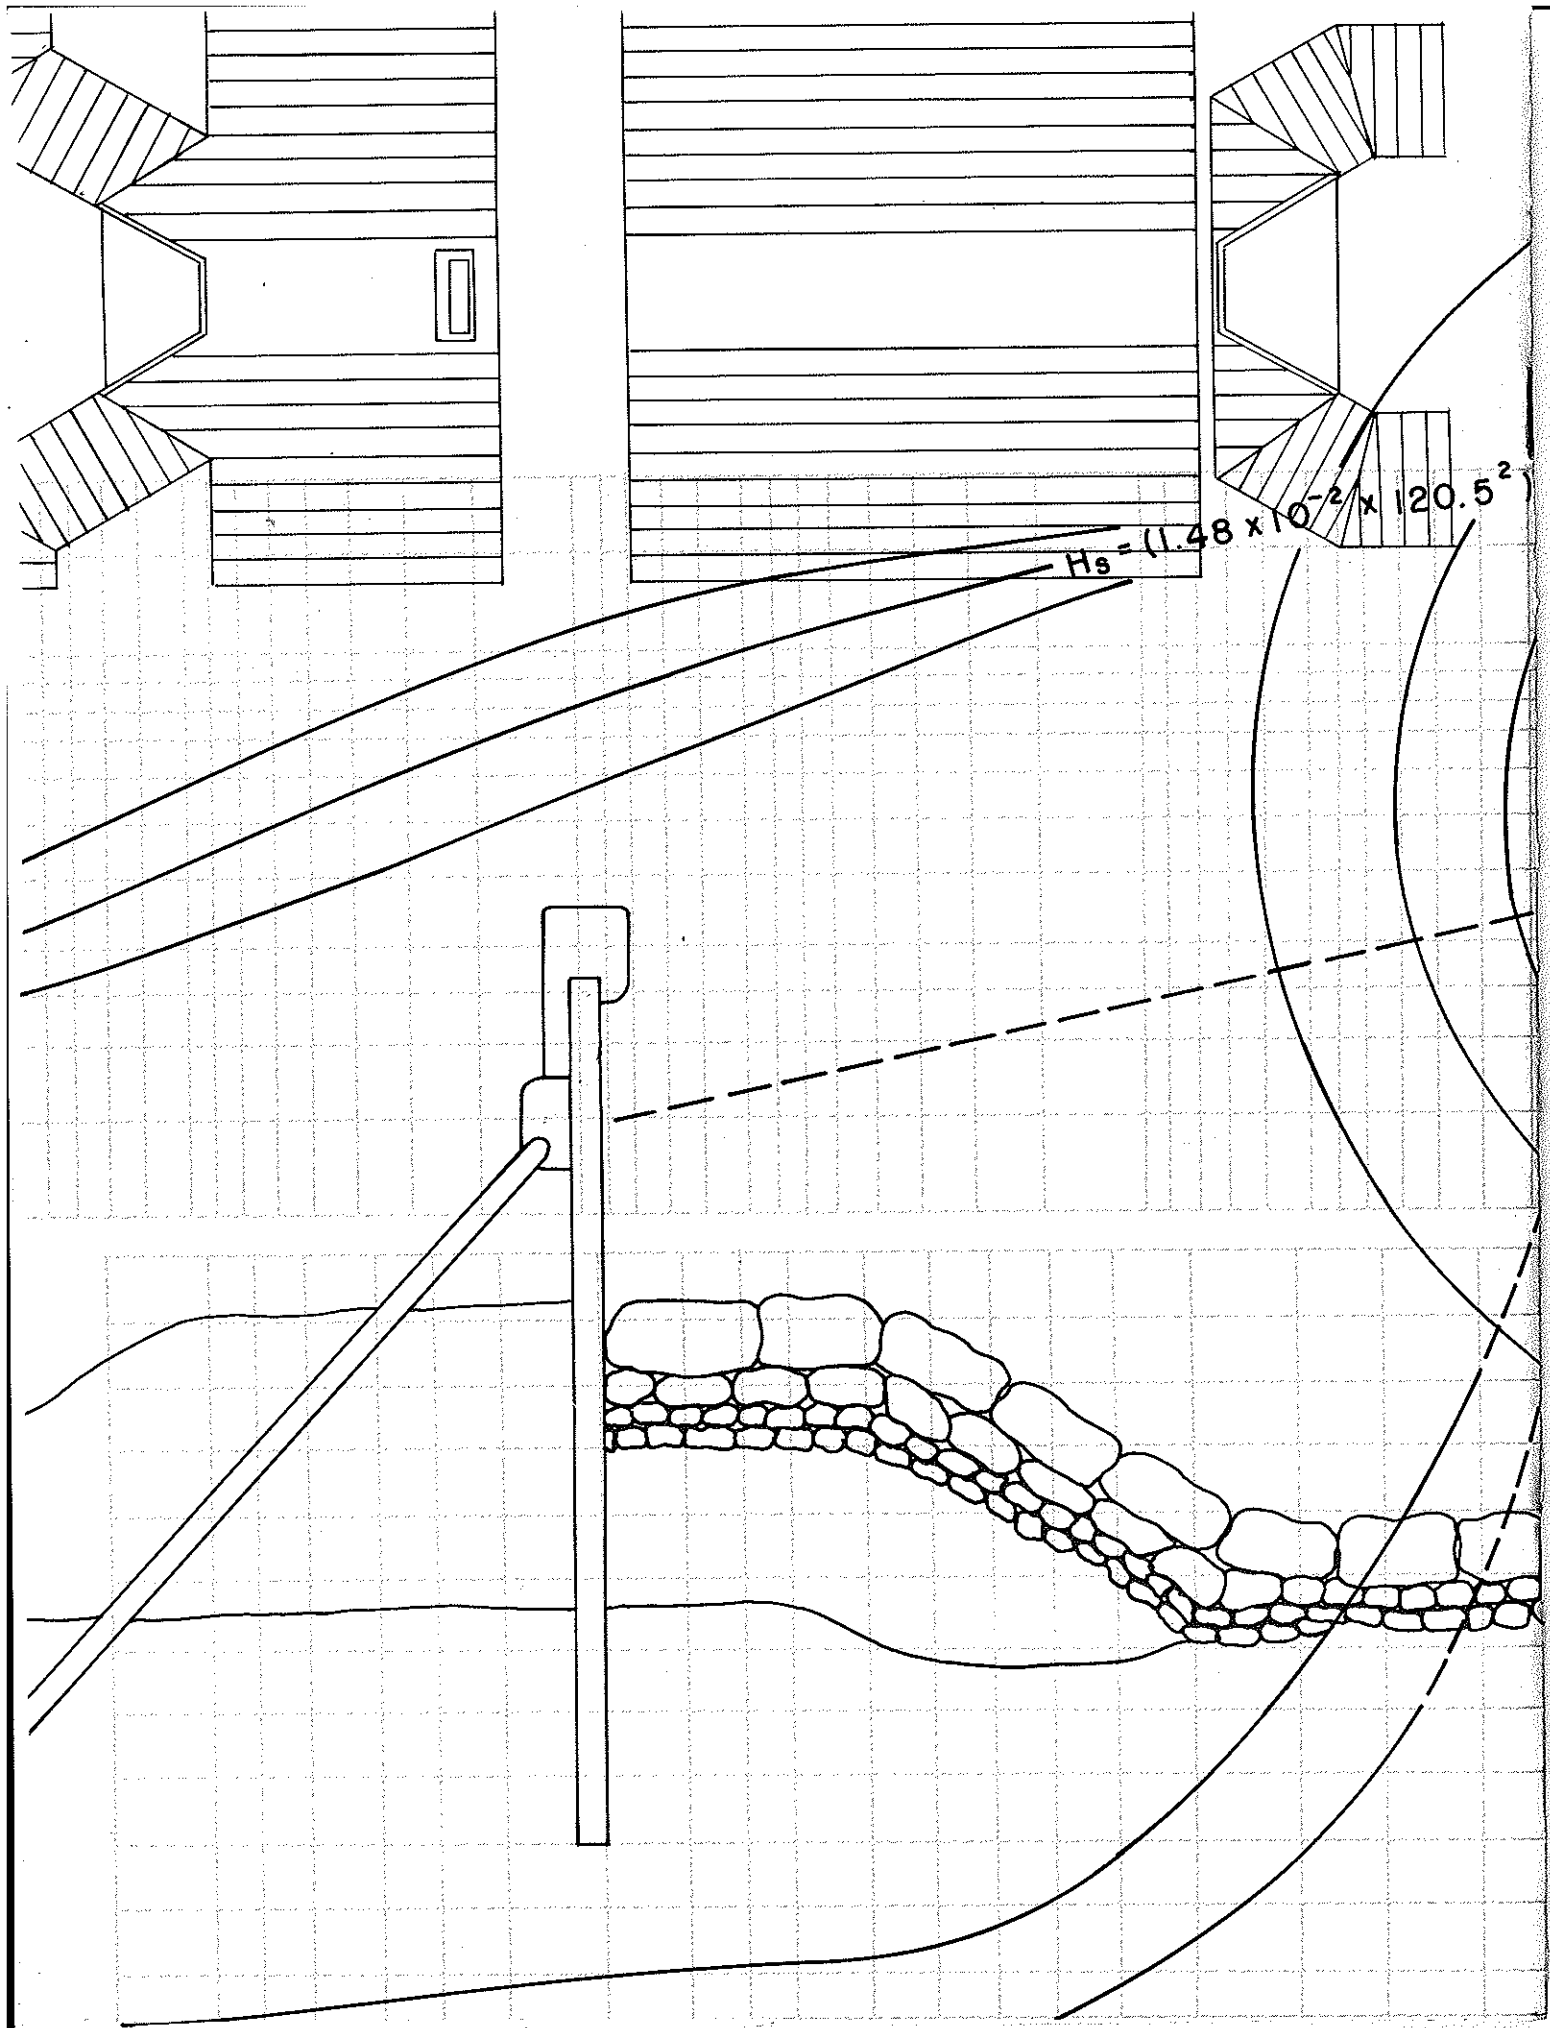 Hs = (1.48 x 10⁻² x 120.5²)